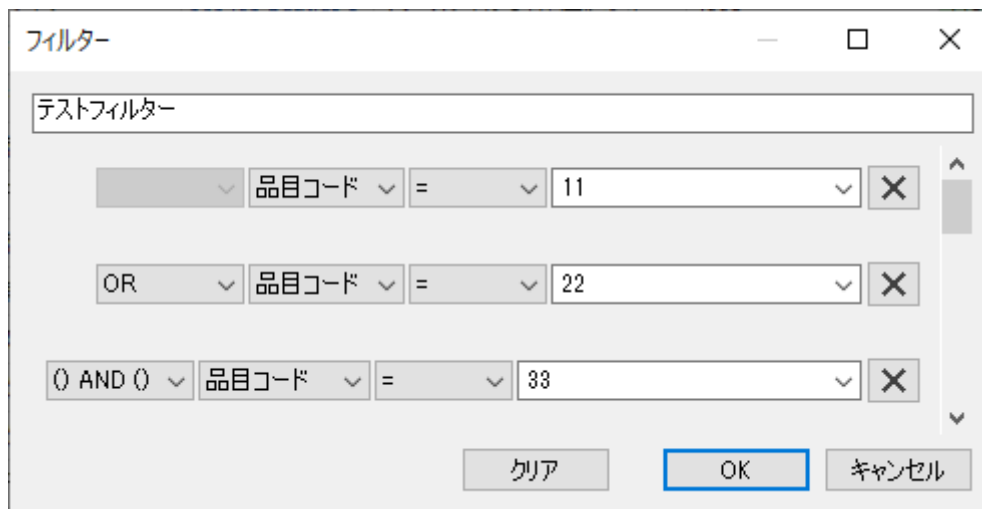 フィルター
テストフィルター
品目コード = 11
OR 品目コード = 22
() AND () 品目コード = 33
クリア OK キャンセル